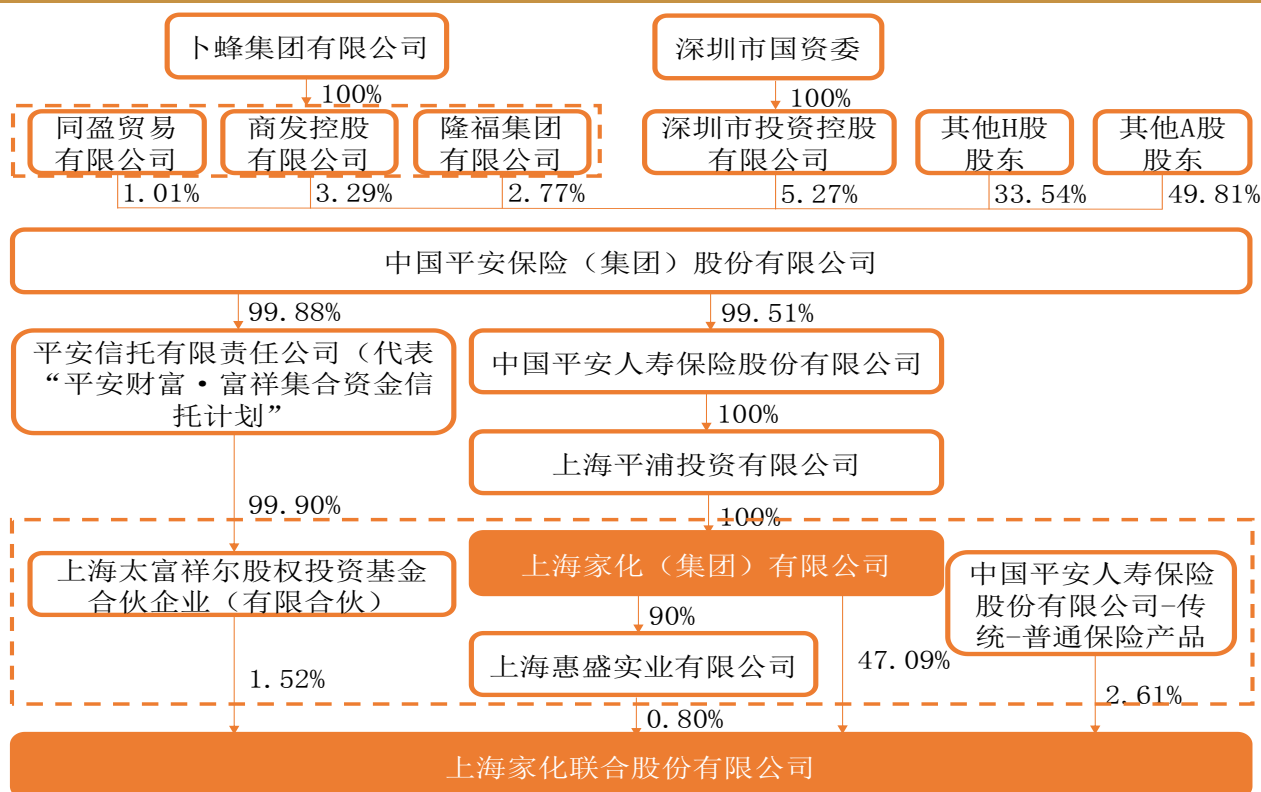 卜蜂集团有限公司
深圳市国资委
100%
100%
同盈贸易
有限公司
商发控股
有限公司
隆福集团
有限公司
深圳市投资控股
有限公司
其他H股
股东
其他A股
股东
1.01%
3.29%
2.77%
5.27%
33.54%
49.81%
中国平安保险（集团）股份有限公司
99.88%
99.51%
平安信托有限责任公司（代表
“平安财富·富祥集合资金信
托计划”
中国平安人寿保险股份有限公司
100%
上海平浦投资有限公司
99.90%
100%
上海太富祥尔股权投资基金
合伙企业（有限合伙）
上海家化（集团）有限公司
中国平安人寿保险
股份有限公司-传
统-普通保险产品
90%
上海惠盛实业有限公司
47.09%
1.52%
2.61%
0.80%
上海家化联合股份有限公司